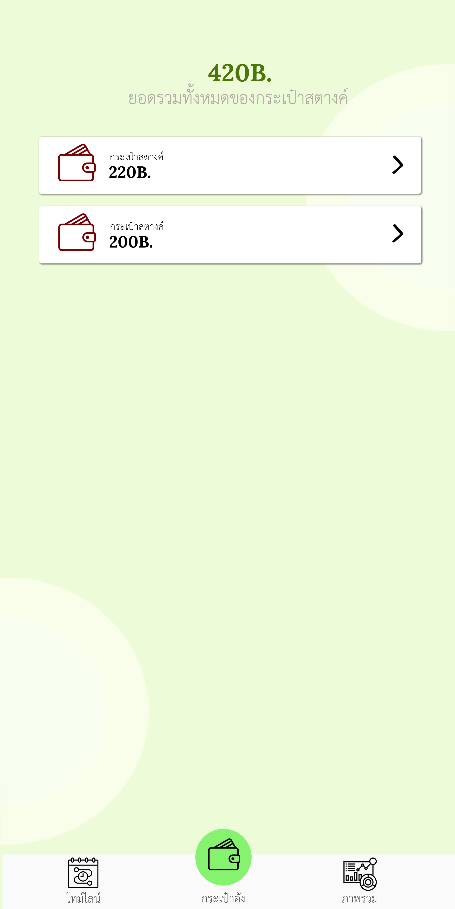 420B.
ยอดรวมทั้งหมดของกระเป๋าสตางค์
กระเป๋าสตางค์
220B.
กระเป๋าสตางค์
200B.
ไทม์ไลน์
กระเป๋าตัง
ภาพรวม